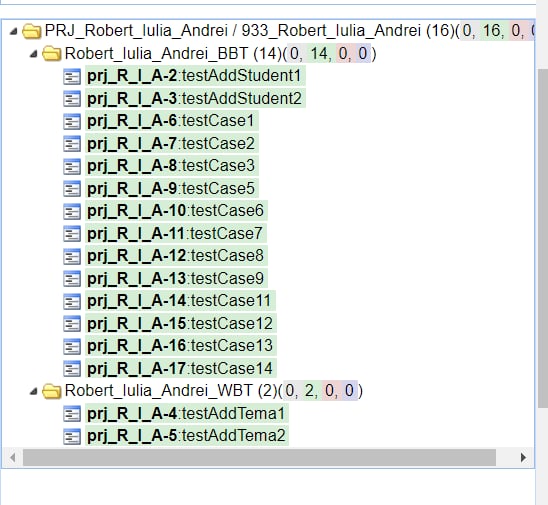 PRJ_Robert_Iulia_Andrei / 933_Robert_Iulia_Andrei (16)(0, 16, 0, 0
Robert_Iulia_Andrei_BBT (14)(0, 14, 0, 0)
prj_R_I_A-2:testAddStudent1
prj_R_I_A-3:testAddStudent2
prj_R_I_A-6:testCase1
prj_R_I_A-7:testCase2
prj_R_I_A-8:testCase3
prj_R_I_A-9:testCase5
prj_R_I_A-10:testCase6
prj_R_I_A-11:testCase7
prj_R_I_A-12:testCase8
prj_R_I_A-13:testCase9
prj_R_I_A-14:testCase11
prj_R_I_A-15:testCase12
prj_R_I_A-16:testCase13
prj_R_I_A-17:testCase14
Robert_Iulia_Andrei_WBT (2)(0, 2, 0, 0)
prj_R_I_A-4:testAddTema1
prj_R_I_A-5:testAddTema2